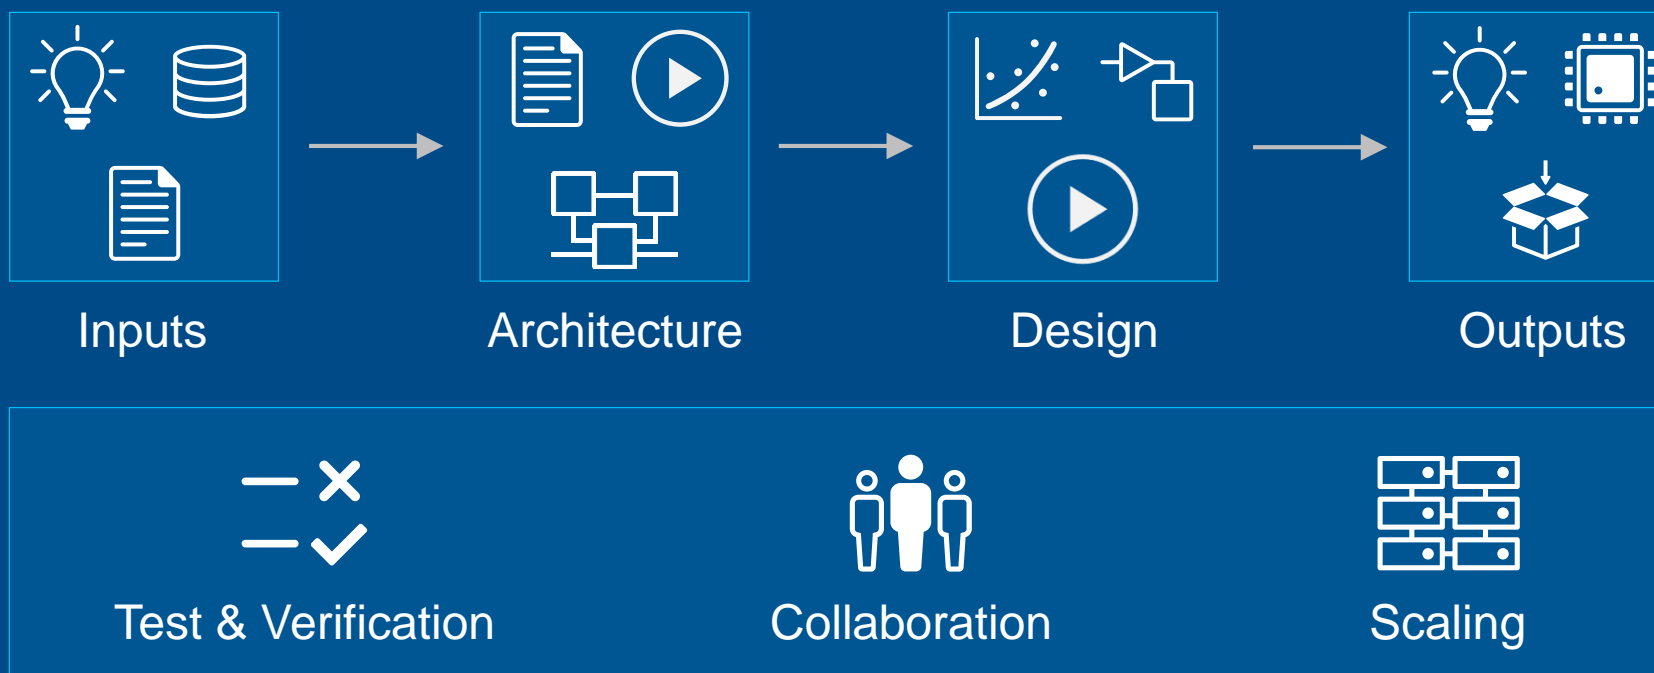 Inputs
Architecture
Design
Outputs
Test & Verification
Collaboration
Scaling